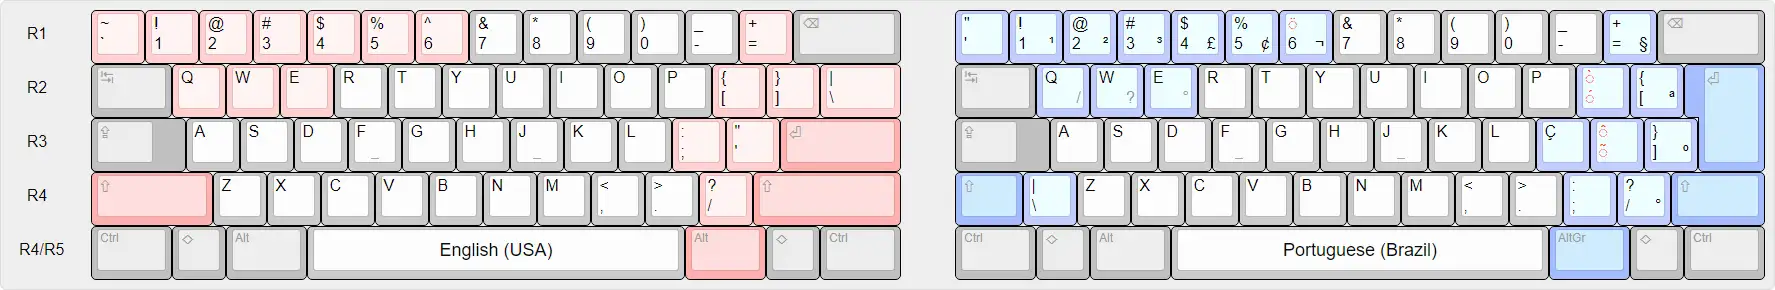 R1 ~ ` ! 1 @ 2 # 3 $ 4 % 5 ^ 6 & 7 * 8 ( 9 ) 0 _ - + = ⌫ " ' ! 1 ¹ @ 2 ² # 3 ³ $ 4 £ % 5 ¢ ¨ 6 ¬ & 7 * 8 ( 9 ) 0 _ - + = § ⌫
R2 ↹ Q W E R T Y U I O P { [ } ] | \ ↹ Q / W ? E ° R T Y U I O P ` ´ { [ ª ⏎
R3 ⇪ A S D F _ G H J _ K L : ; " ' ⏎ ⇪ A S D F _ G H J _ K L Ç ^ ~ } ] º
R4 ⇧ Z X C V B N M < , > . ? / ⇧ ⇧ | \ Z X C V B N M < , > . : ; ? / ° ⇧
R4/R5 Ctrl ◇ Alt English (USA) Alt ◇ Ctrl Ctrl ◇ Alt Portuguese (Brazil) AltGr ◇ Ctrl